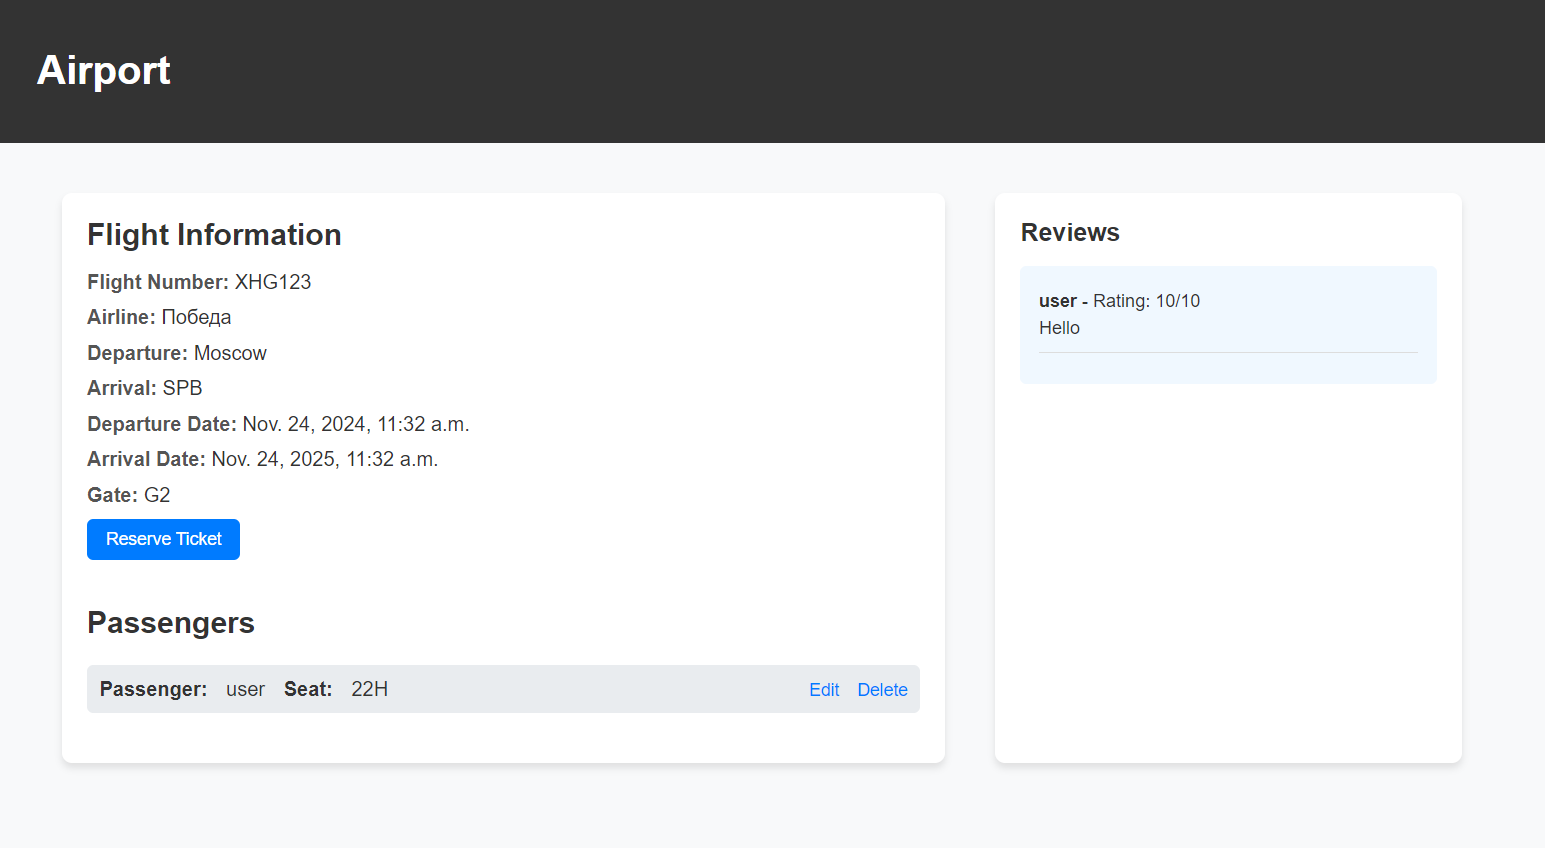 Airport
Flight Information
Flight Number: XHG123
Airline: Победа
Departure: Moscow
Arrival: SPB
Departure Date: Nov. 24, 2024, 11:32 a.m.
Arrival Date: Nov. 24, 2025, 11:32 a.m.
Gate: G2
Reserve Ticket
Passengers
Passenger: user Seat: 22H Edit Delete
Reviews
user - Rating: 10/10
Hello